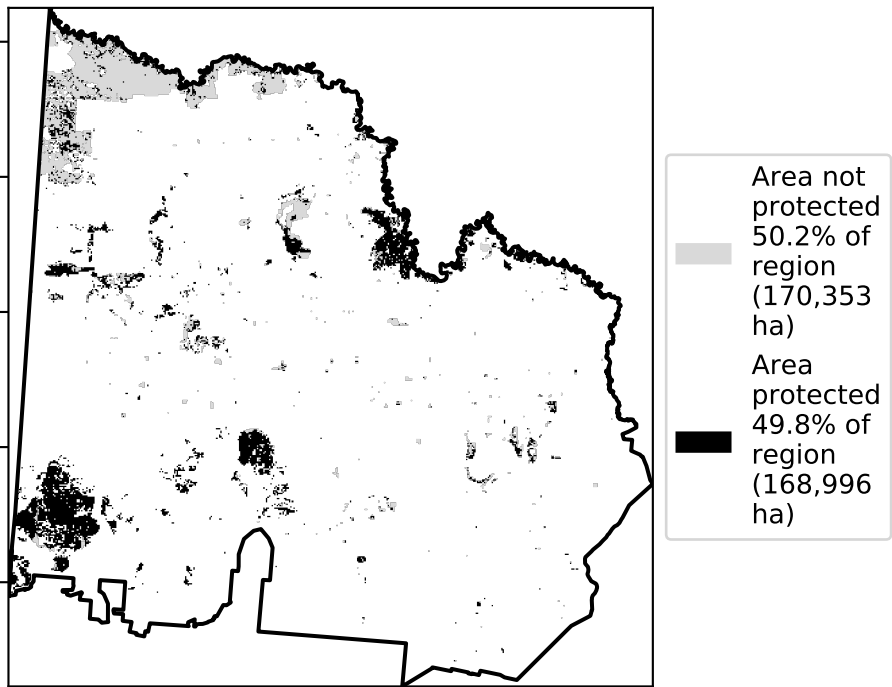 Area not
protected
50.2% of
region
(170,353
ha)
Area
protected
49.8% of
region
(168,996
ha)